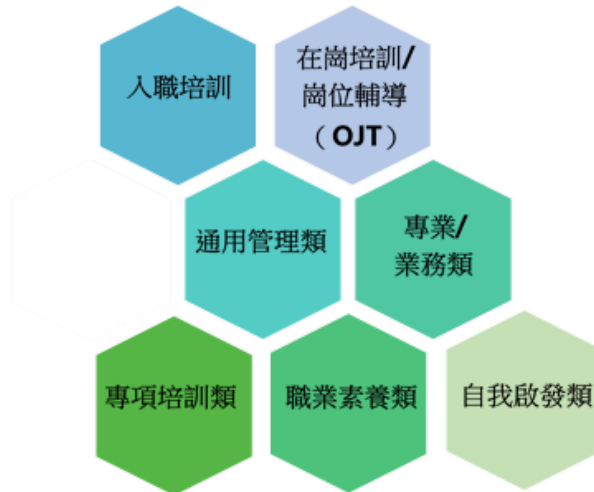 入職培訓
在崗培訓/
崗位輔導
（OJT）
通用管理類
專業/
業務類
專項培訓類
職業素養類
自我啟發類